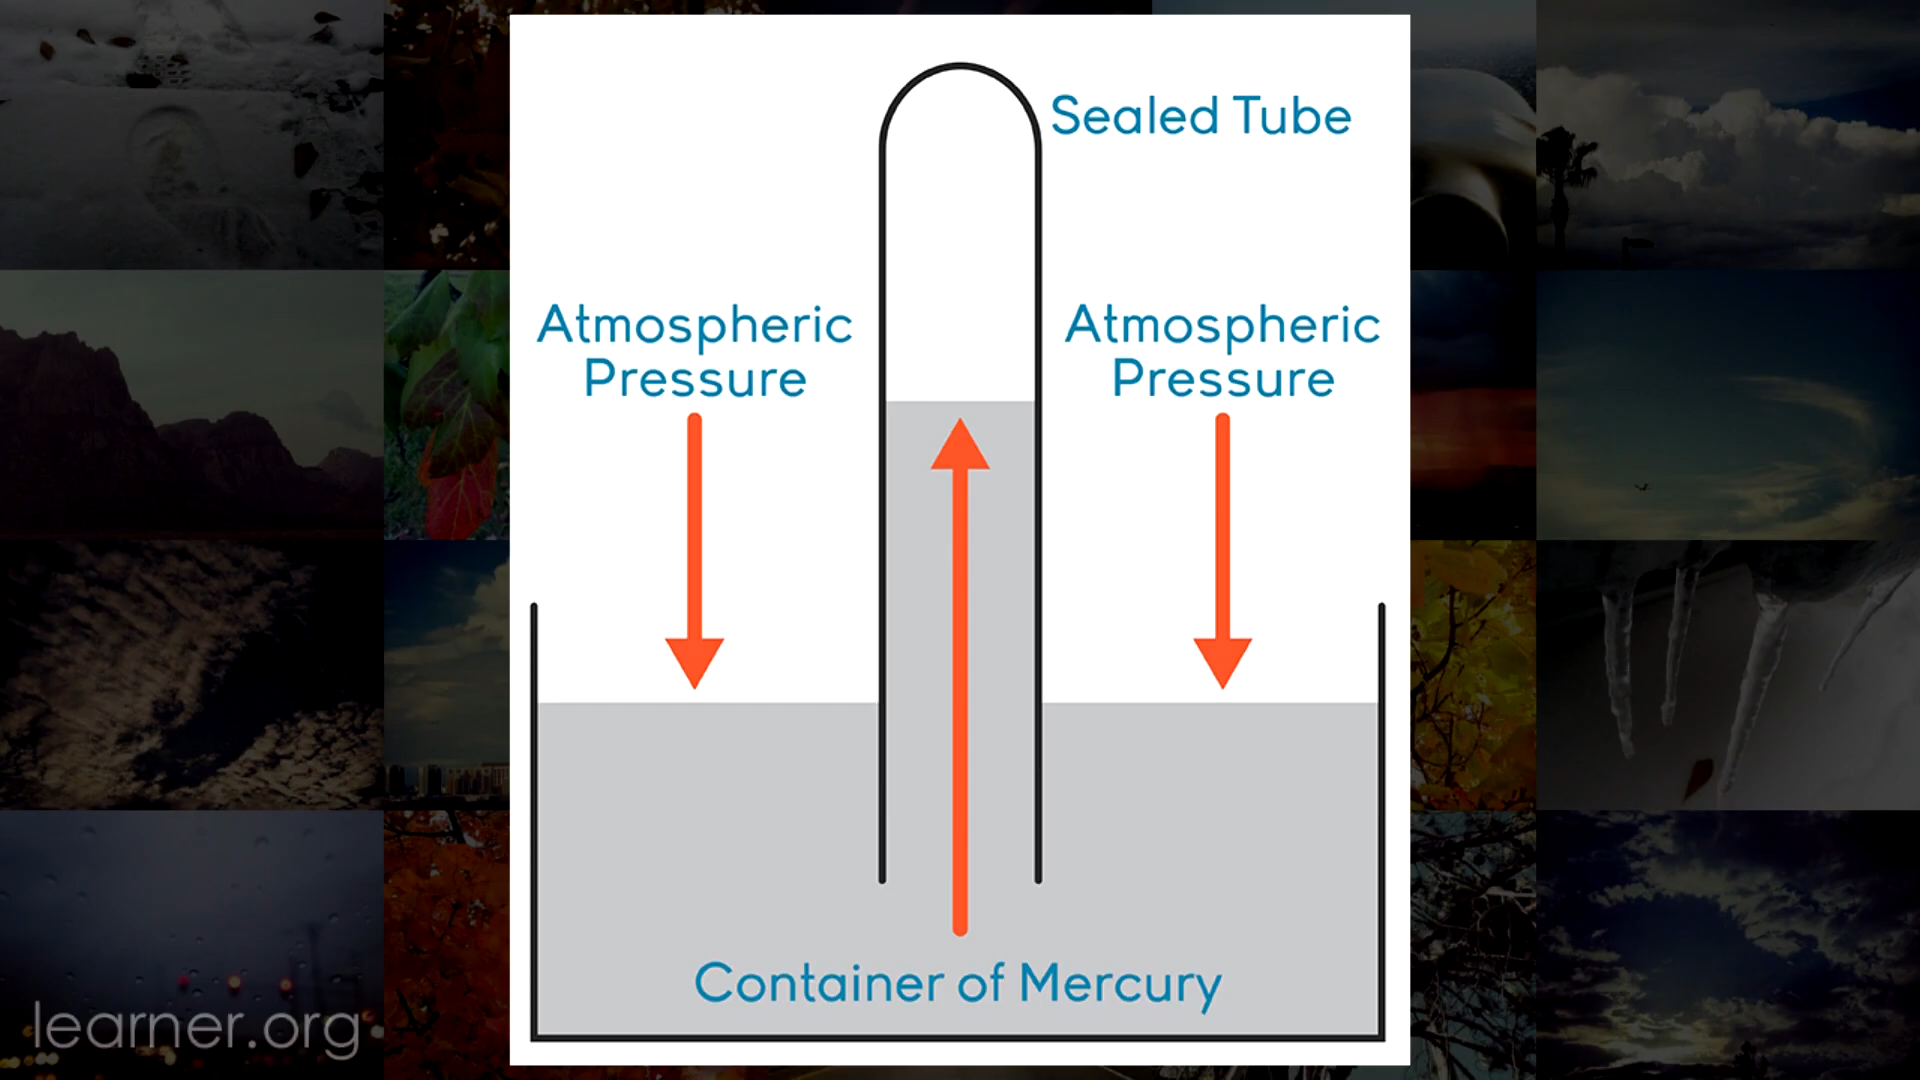 Sealed Tube
Atmospheric
Pressure
Atmospheric
Pressure
Container of Mercury
learner.org